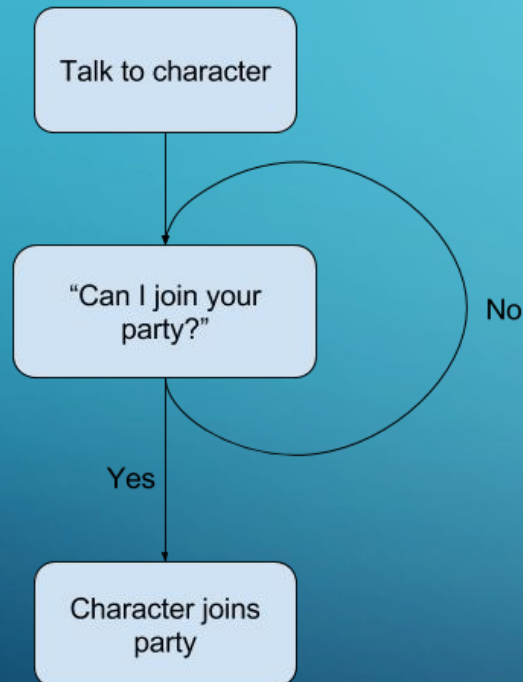 Talk to character
“Can I join your
party?”
No
Yes
Character joins
party